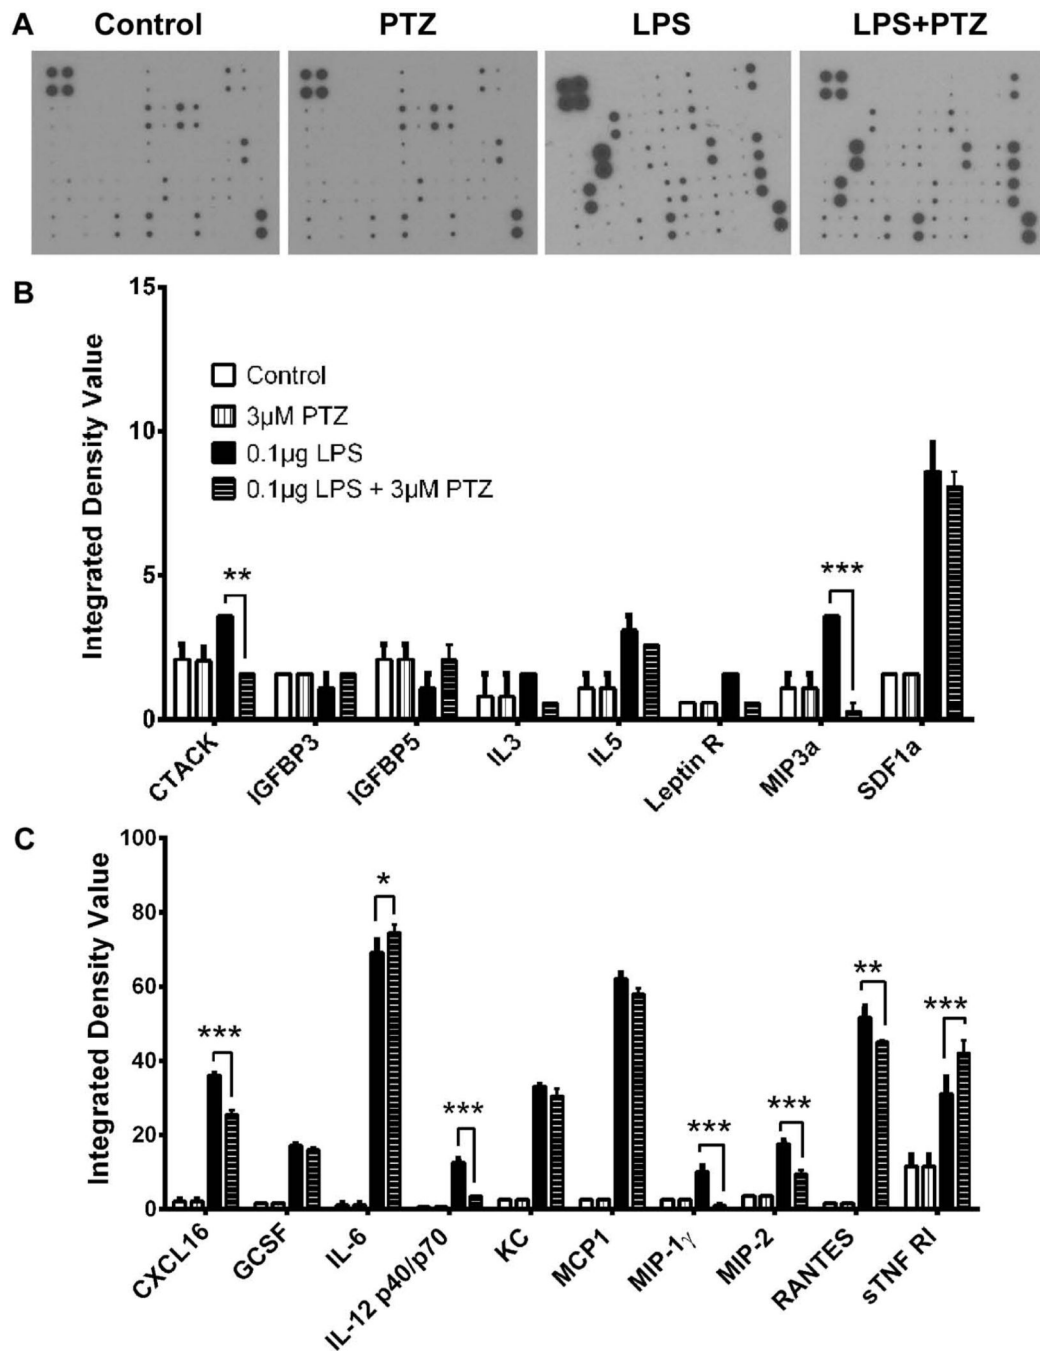 A Control PTZ LPS LPS+PTZ
B
Integrated Density Value
15
10
5
0
Control
3µM PTZ
0.1µg LPS
0.1µg LPS + 3µM PTZ
** ***
CTACK IGFBP3 IGFBP5 IL3 IL5 Leptin R MIP3a SDF1a
C
Integrated Density Value
100
80
60
40
20
0
*** * *** *** *** ** ***
CXCL16 GCSF IL-6 IL-12 p40/p70 KC MCP1 MIP-1γ MIP-2 RANTES sTNF RI